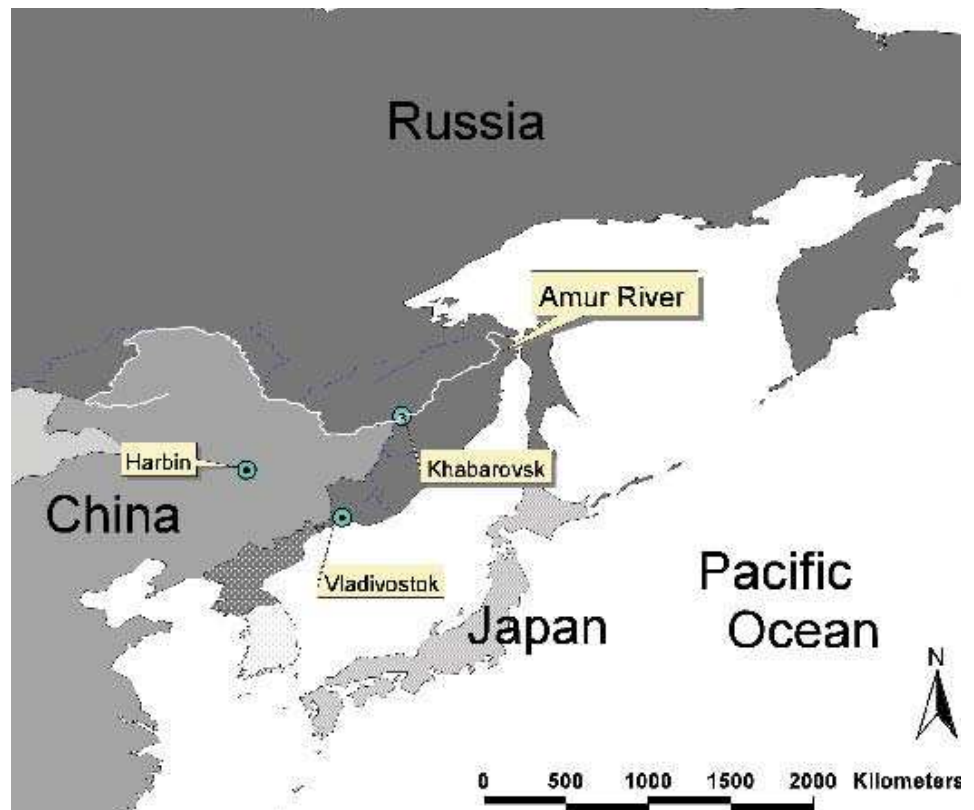 Russia
Amur River
Harbin
Khabarovsk
China
Vladivostok
Pacific
Ocean
Japan
N
0 500 1000 1500 2000 Kilometers